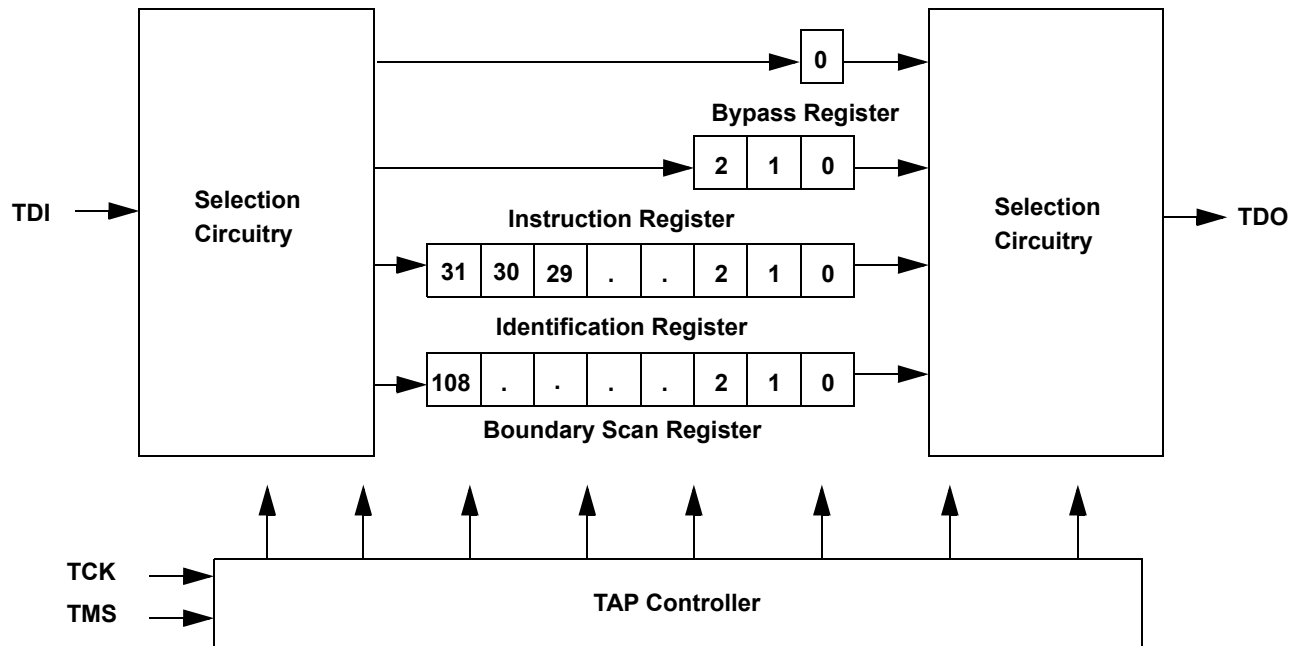 0
Bypass Register
2 1 0
Selection
Circuitry
Selection
Circuitry
TDI
TDO
Instruction Register
31 30 29 . . 2 1 0
Identification Register
108 . . . . 2 1 0
Boundary Scan Register
TCK
TMS
TAP Controller